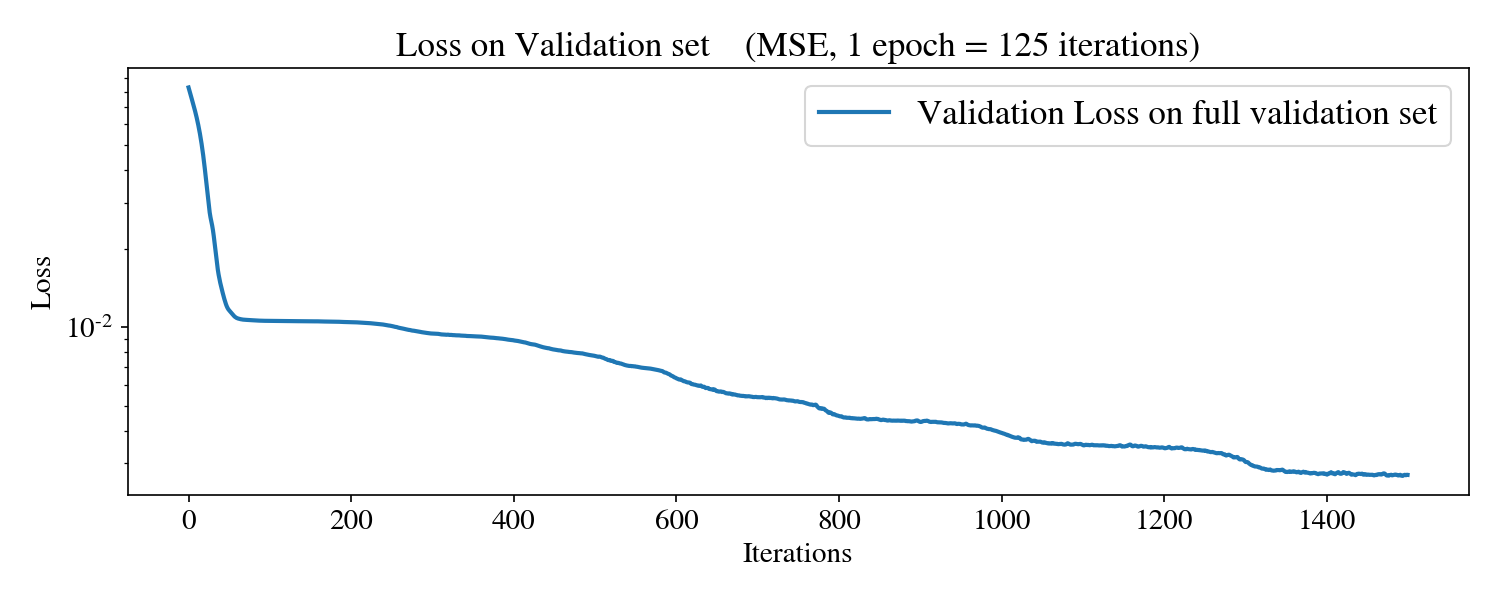 Loss on Validation set (MSE, 1 epoch = 125 iterations)
Validation Loss on full validation set
Loss
10⁻²
0 200 400 600 800 1000 1200 1400
Iterations